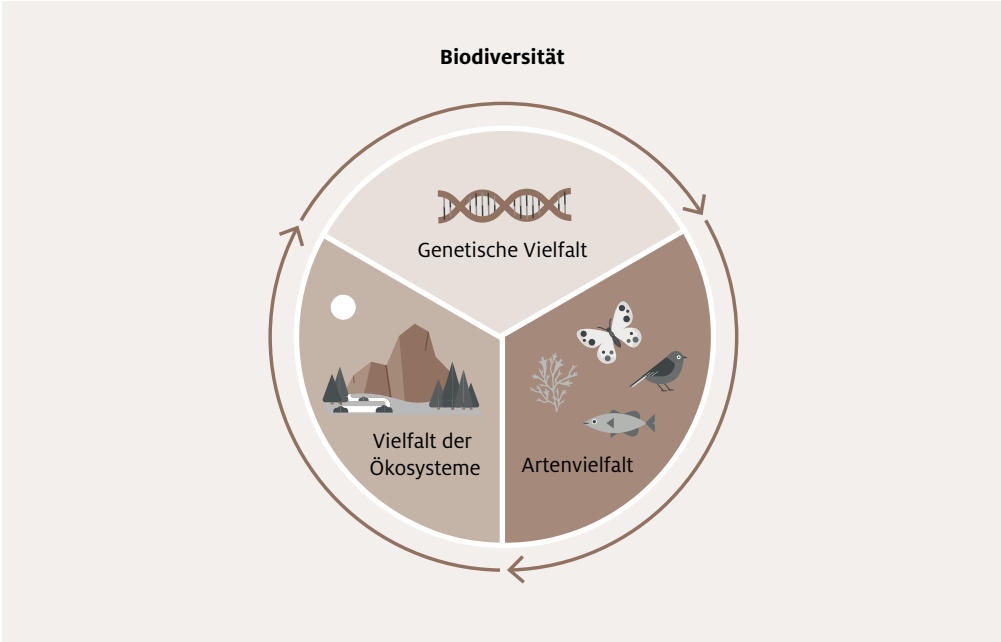 Biodiversität
Genetische Vielfalt
Vielfalt der
Ökosysteme
Artenvielfalt